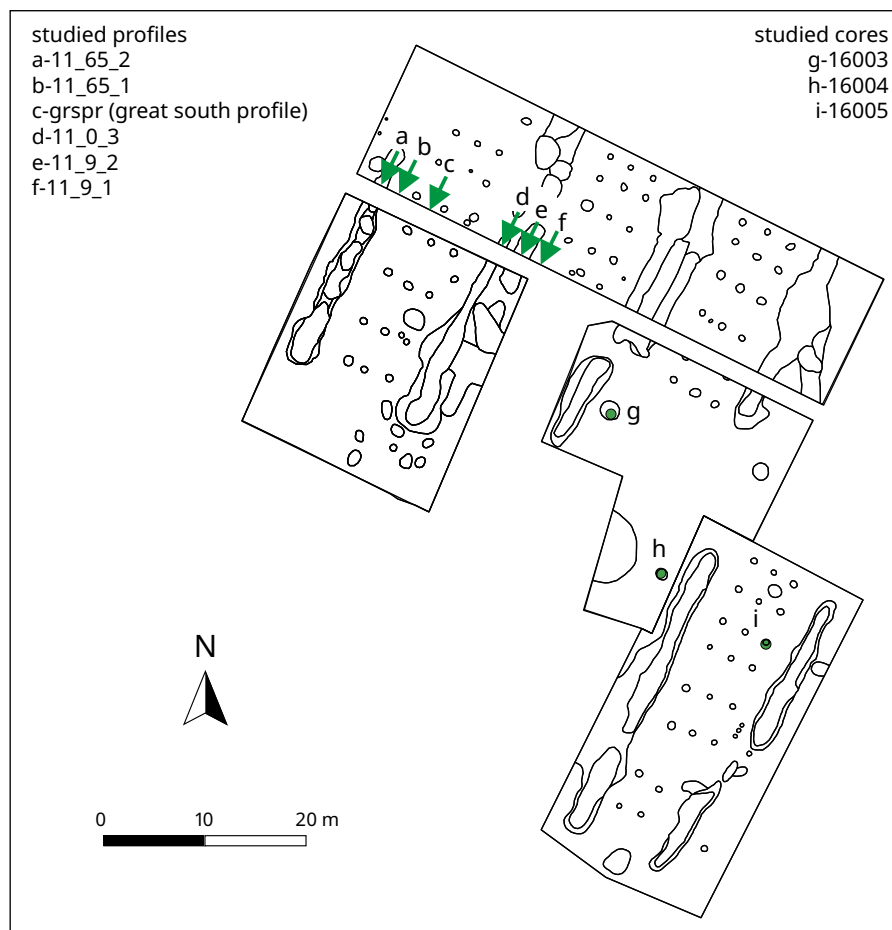 studied profiles
a-11_65_2
b-11_65_1
c-grspr (great south profile)
d-11_0_3
e-11_9_2
f-11_9_1
studied cores
g-16003
h-16004
i-16005
a
b
c
d
e
f
g
h
i
N
0 10 20 m